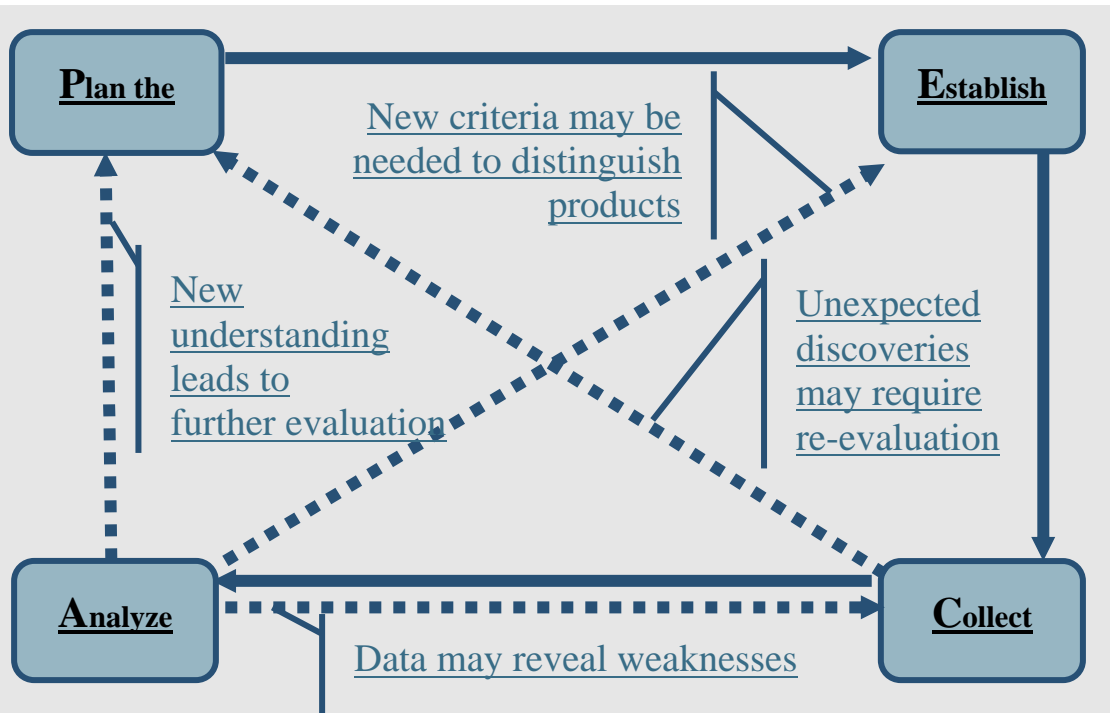 Plan the
Establish
New criteria may be
needed to distinguish
products
New
understanding
leads to
further evaluation
Unexpected
discoveries
may require
re-evaluation
Analyze
Collect
Data may reveal weaknesses